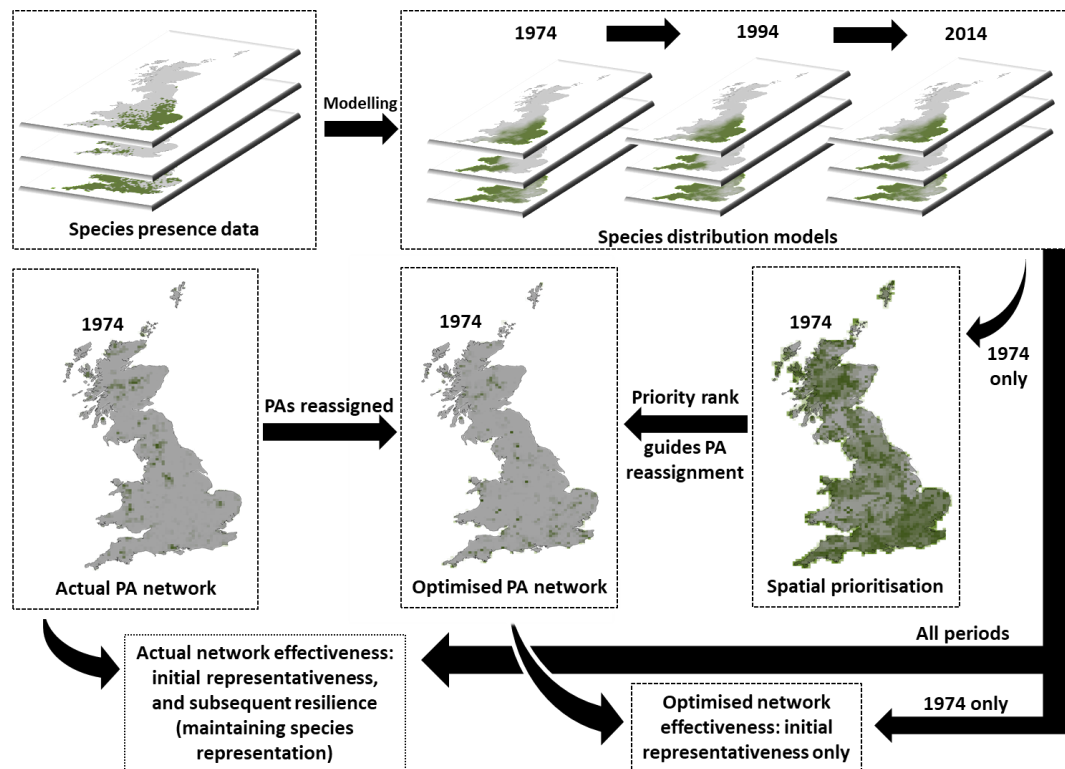 1974
1994
2014
Modelling
Species presence data
Species distribution models
1974
1974
1974
1974
only
PAs reassigned
Priority rank
guides PA
reassignment
Actual PA network
Optimised PA network
Spatial prioritisation
All periods
Actual network effectiveness:
initial representativeness,
and subsequent resilience
(maintaining species
representation)
Optimised network
effectiveness: initial
representativeness only
1974 only